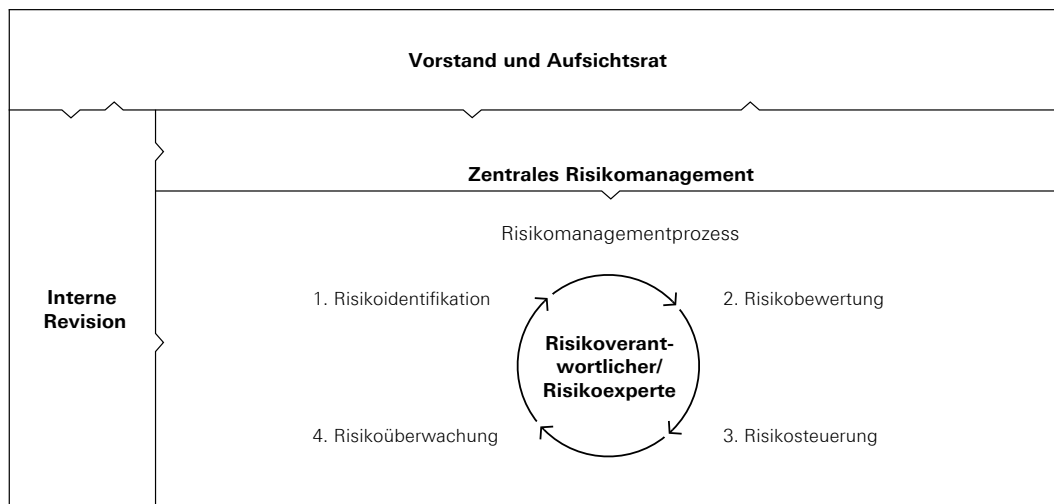 Vorstand und Aufsichtsrat
Zentrales Risikomanagement
Risikomanagementprozess
Interne
Revision
1. Risikoidentifikation
2. Risikobewertung
Risikoverant-
wortlicher/
Risikoexperte
4. Risikoüberwachung
3. Risikosteuerung